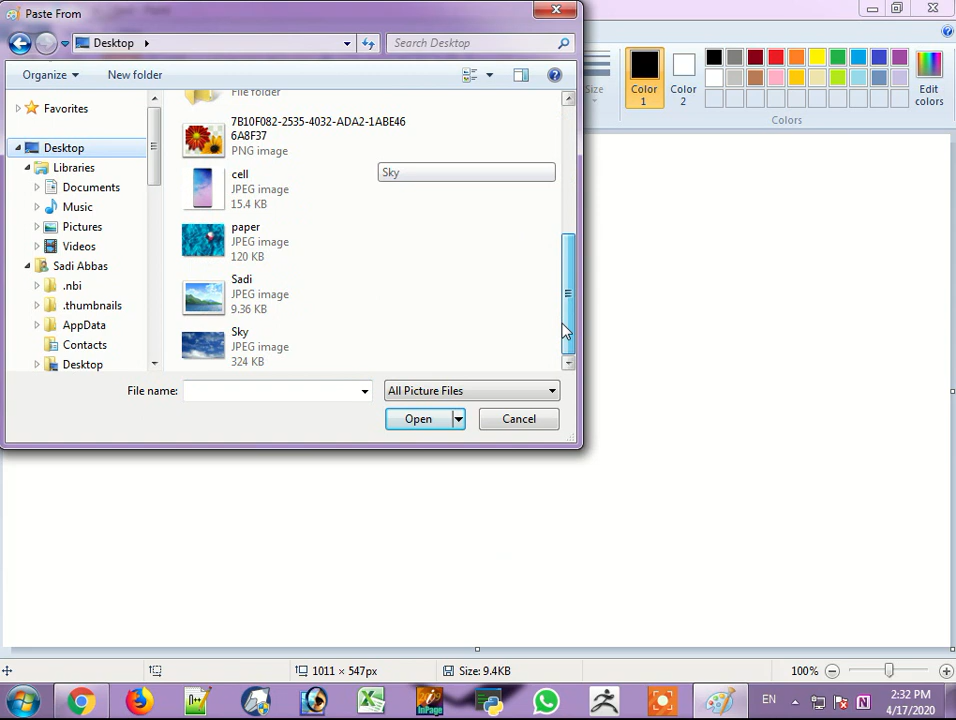 Paste From
Desktop
Search Desktop
Organize
New folder
Size
Color
1
Color
2
Edit
colors
Colors
Favorites
Desktop
Libraries
Documents
Music
Pictures
Videos
Sadi Abbas
.nbi
.thumbnails
AppData
Contacts
Desktop
File folder
7B10F082-2535-4032-ADA2-1ABE46
6A8F37
PNG image
cell
JPEG image
15.4 KB
Sky
paper
JPEG image
120 KB
Sadi
JPEG image
9.36 KB
Sky
JPEG image
324 KB
File name:
All Picture Files
Open
Cancel
1011 × 547px
Size: 9.4KB
100%
EN
2:32 PM
4/17/2020